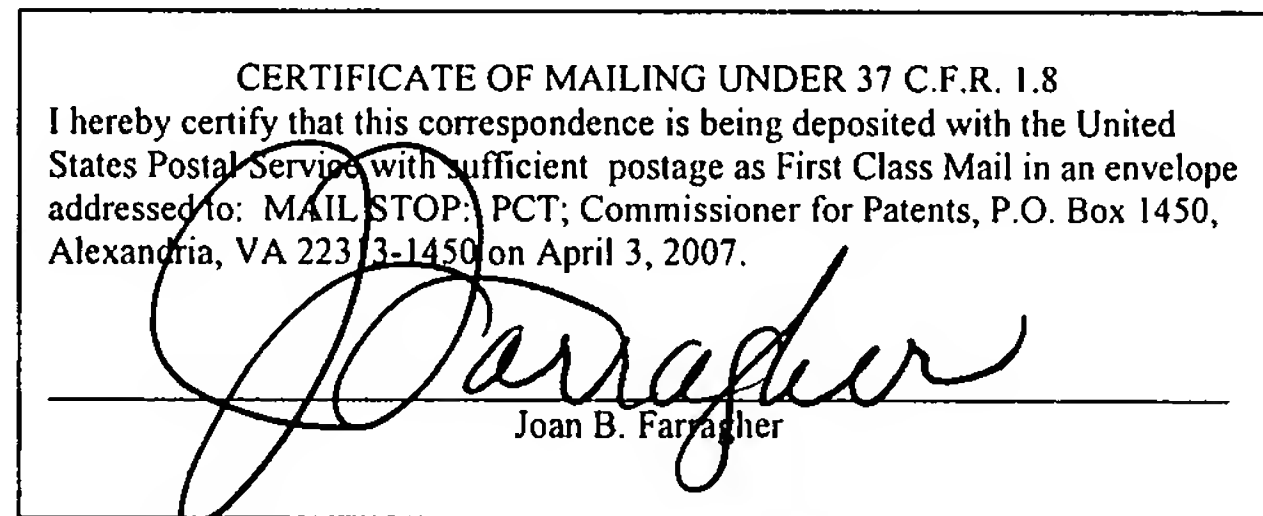 CERTIFICATE OF MAILING UNDER 37 C.F.R. 1.8
I hereby certify that this correspondence is being deposited with the United
States Postal Service with sufficient postage as First Class Mail in an envelope
addressed to: MAIL STOP: PCT; Commissioner for Patents, P.O. Box 1450,
Alexandria, VA 22313-1450 on April 3, 2007.
JFarragher
Joan B. Farragher